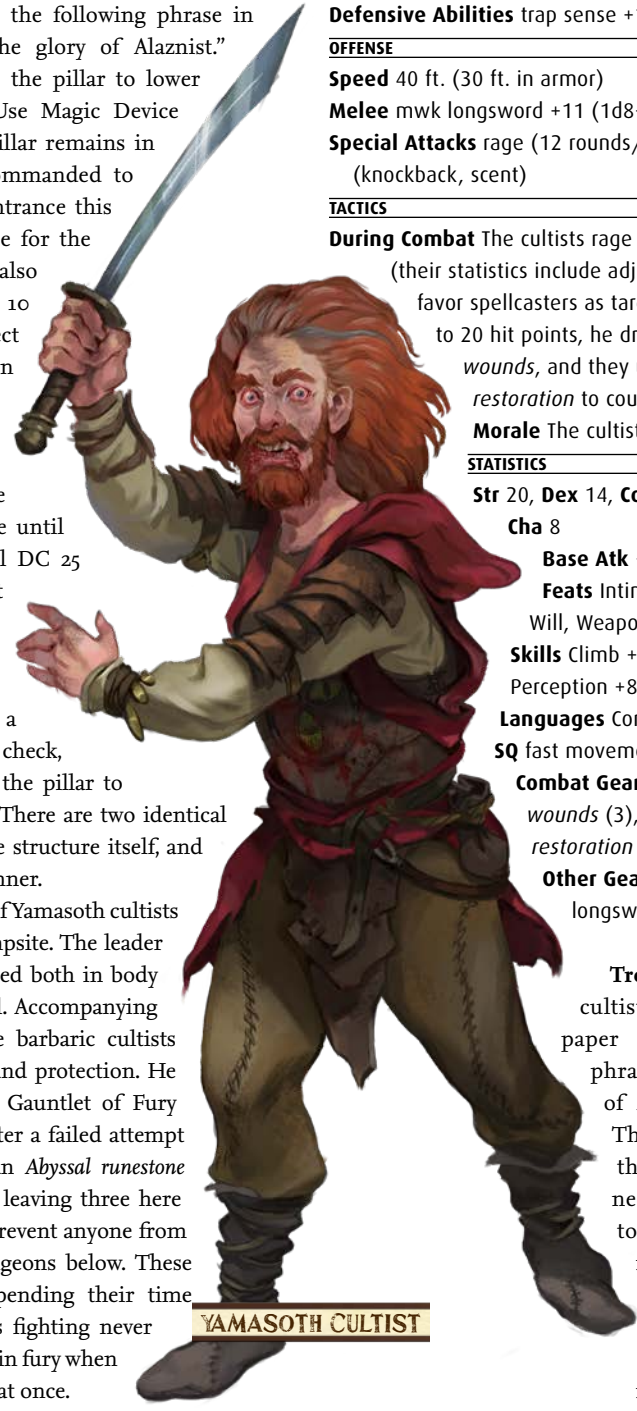 the following phrase in
he glory of Alaznist.”
the pillar to lower
Use Magic Device
illar remains in
ommanded to
ntrance this
e for the
also
10
ect
n
e
e until
l DC 25
t
a
check,
the pillar to
There are two identical
e structure itself, and
nner.
f Yamasoth cultists
mpsite. The leader
ed both in body
d. Accompanying
e barbaric cultists
and protection. He
Gauntlet of Fury
ter a failed attempt
n Abyssal runestone
leaving three here
prevent anyone from
geons below. These
pending their time
s fighting never
in fury when
at once.
YAMASOTH CULTIST
Defensive Abilities trap sense +1
OFFENSE
Speed 40 ft. (30 ft. in armor)
Melee mwk longsword +11 (1d8+
Special Attacks rage (12 rounds/
(knockback, scent)
TACTICS
During Combat The cultists rage
(their statistics include adj
favor spellcasters as tar
to 20 hit points, he dr
wounds, and they
restoration to cou
Morale The cultist
STATISTICS
Str 20, Dex 14, Co
Cha 8
Base Atk
Feats Intim
Will, Weapo
Skills Climb +
Perception +8
Languages Com
SQ fast moveme
Combat Gear
wounds (3),
restoration
Other Gea
longsw
Tre
cultist
paper
phra
of
Th
th
ne
to